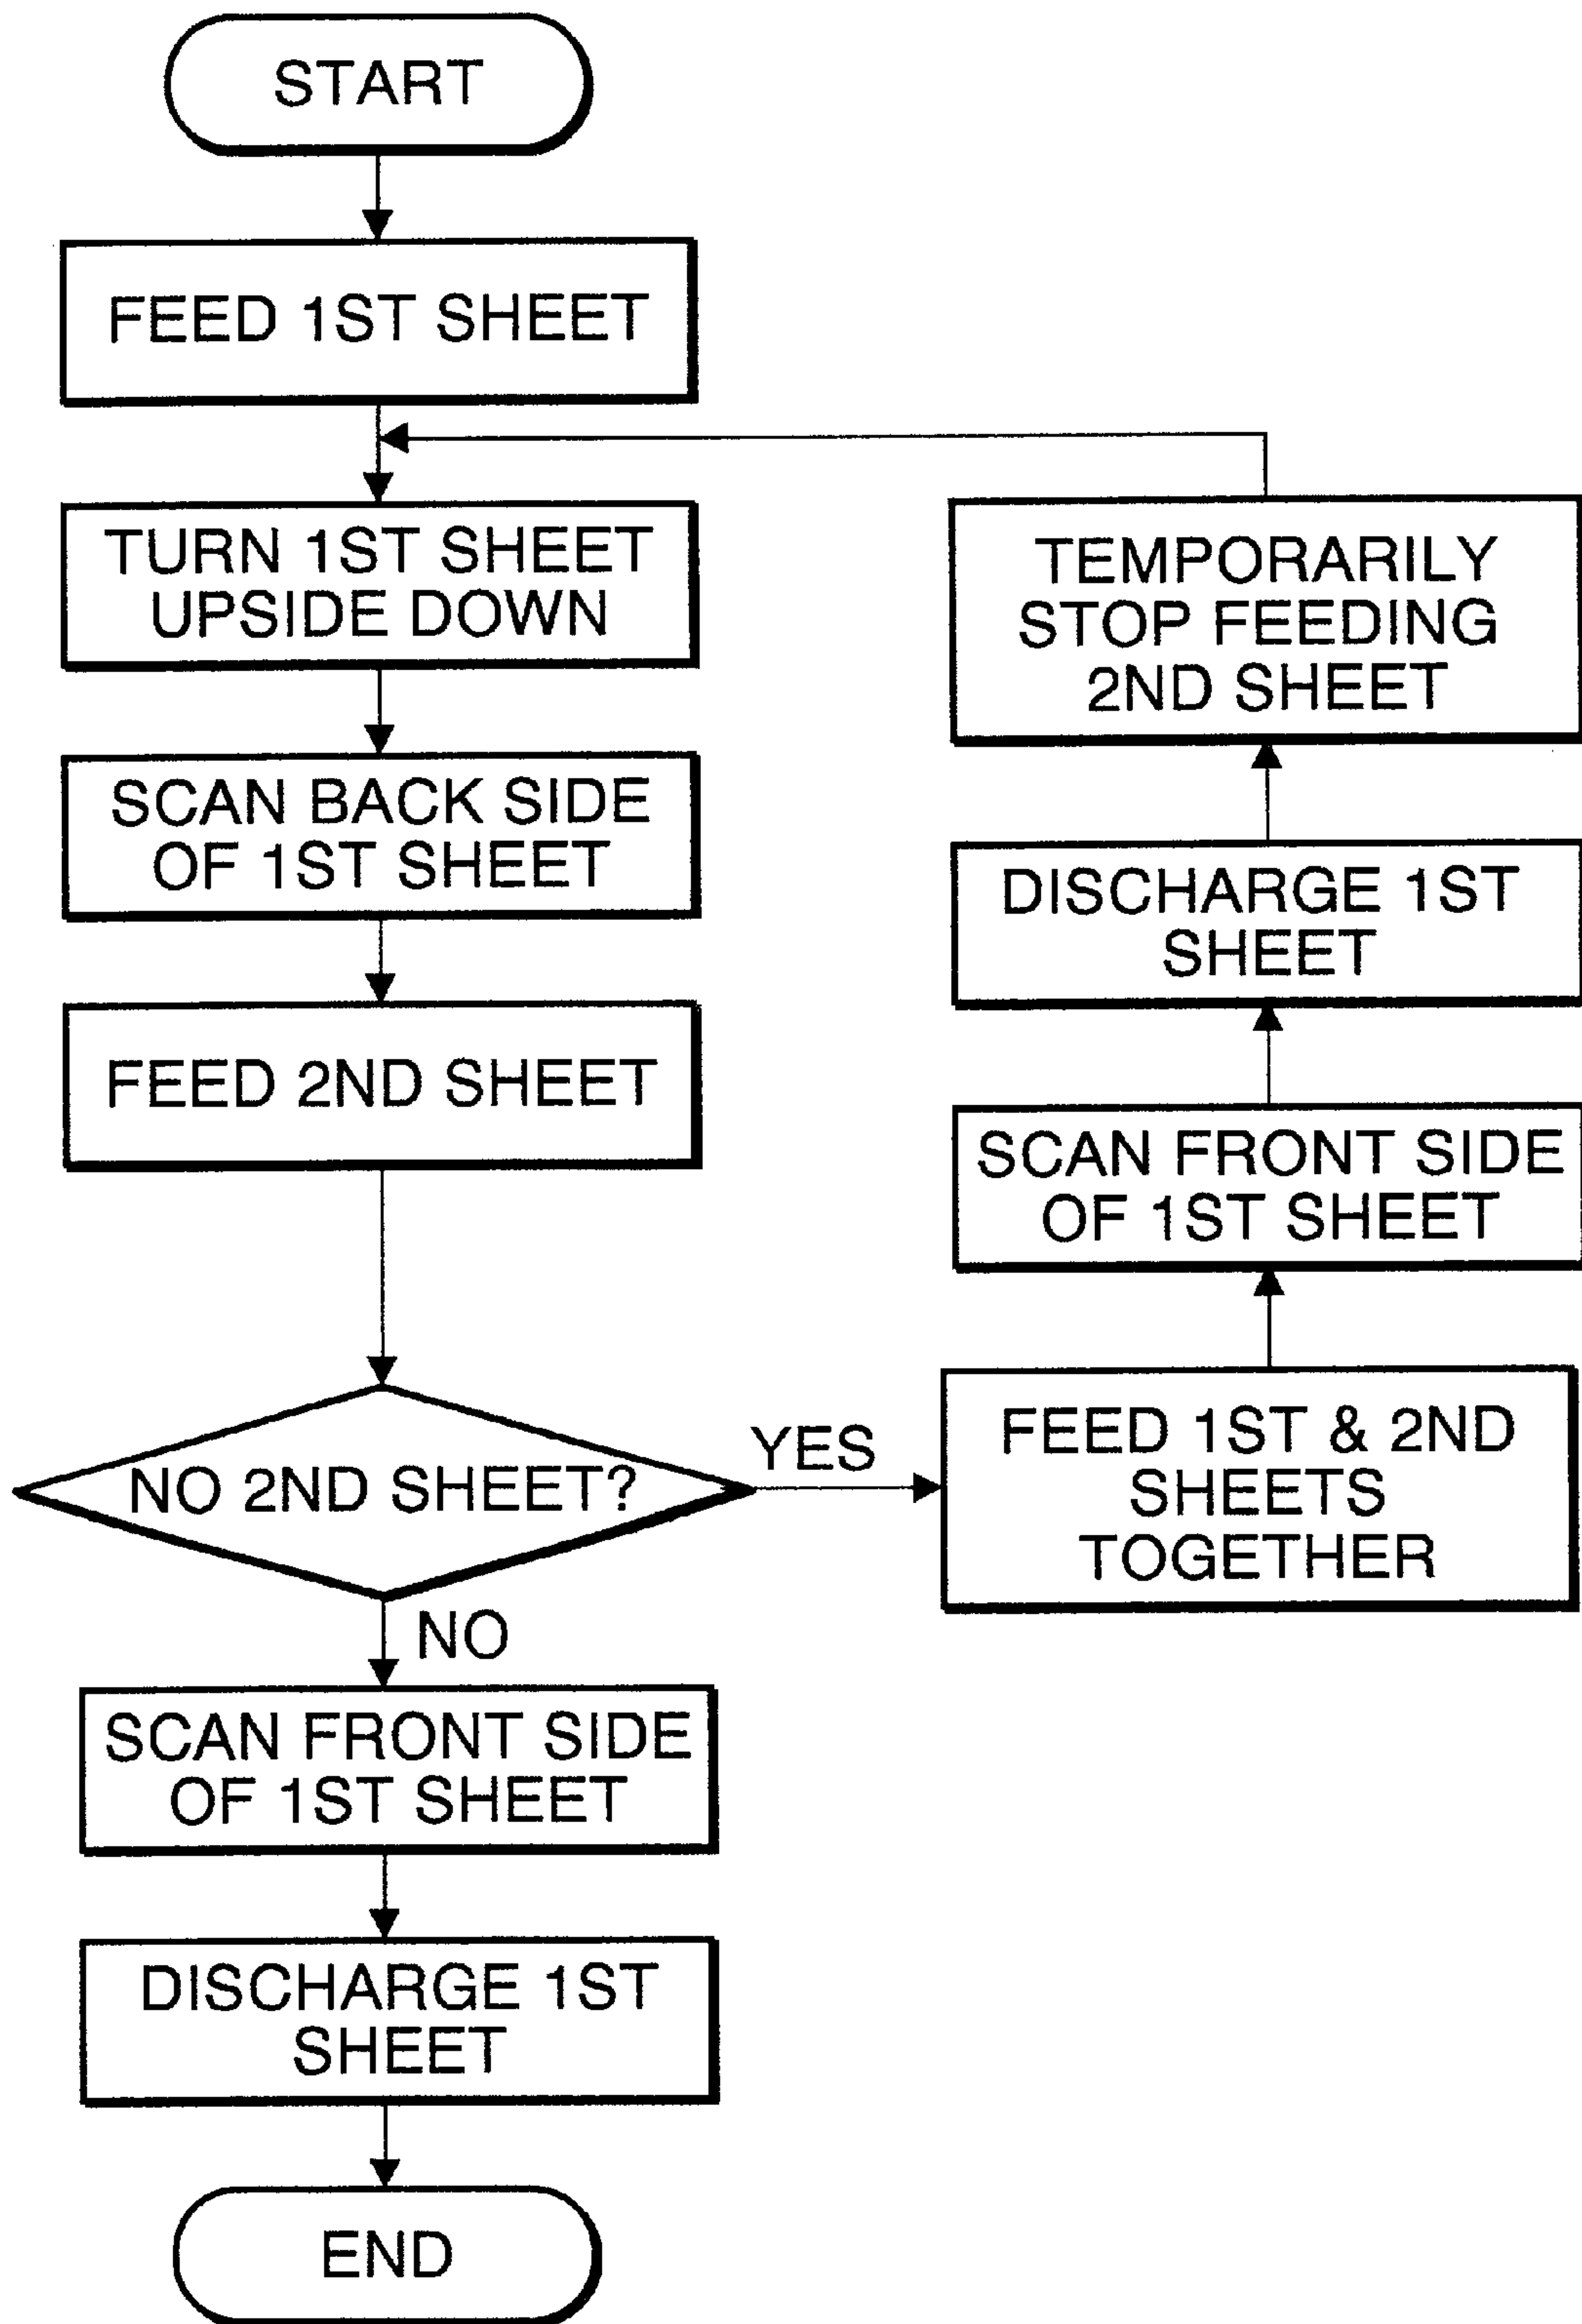 START
FEED 1ST SHEET
TURN 1ST SHEET
UPSIDE DOWN
SCAN BACK SIDE
OF 1ST SHEET
FEED 2ND SHEET
NO 2ND SHEET?
YES
NO
SCAN FRONT SIDE
OF 1ST SHEET
DISCHARGE 1ST
SHEET
END
FEED 1ST & 2ND
SHEETS
TOGETHER
SCAN FRONT SIDE
OF 1ST SHEET
DISCHARGE 1ST
SHEET
TEMPORARILY
STOP FEEDING
2ND SHEET